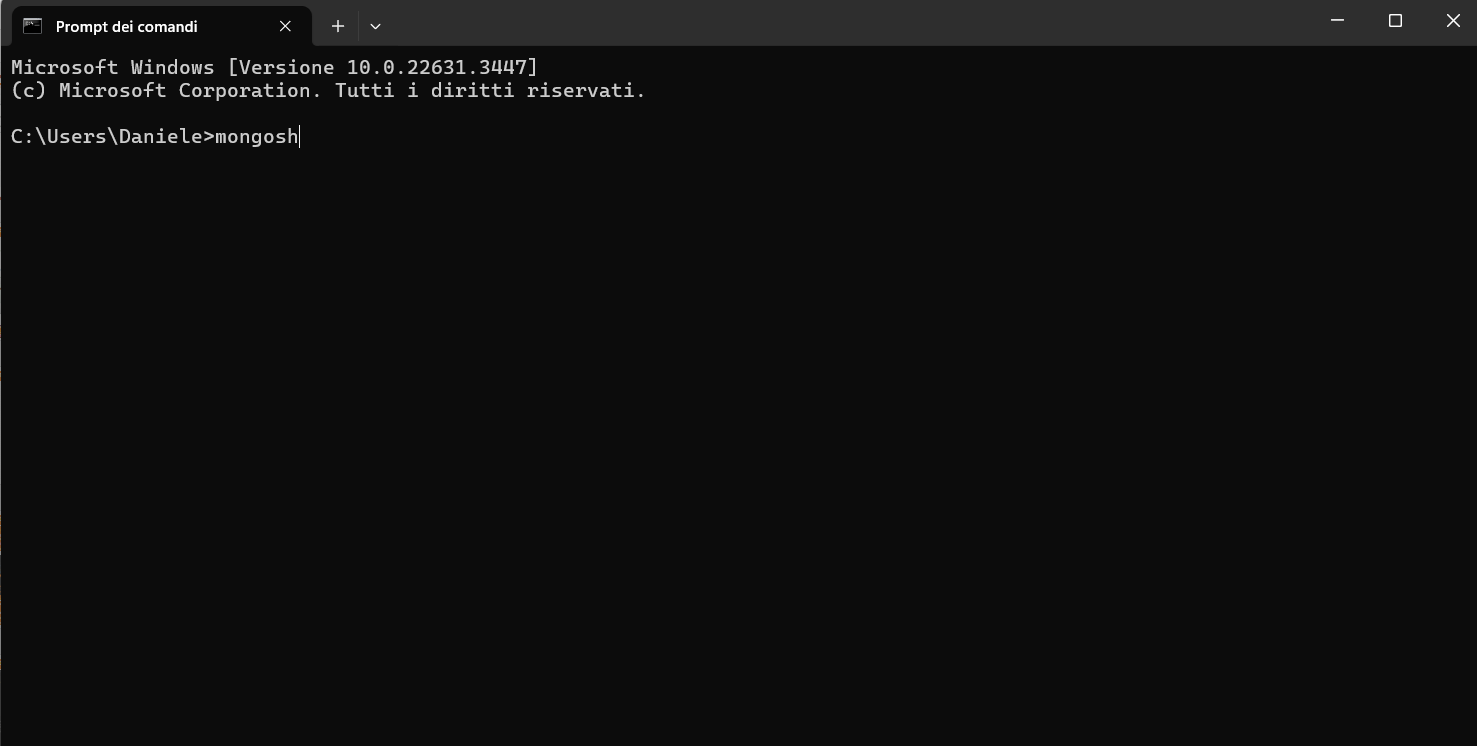 Prompt dei comandi
Microsoft Windows [Versione 10.0.22631.3447]
(c) Microsoft Corporation. Tutti i diritti riservati.
C:\Users\Daniele>mongosh